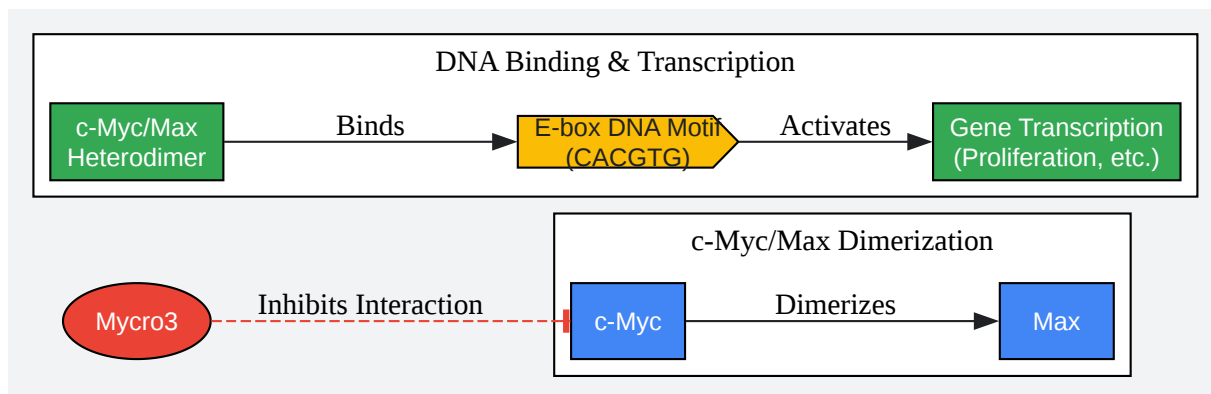 DNA Binding & Transcription
c-Myc/Max
Heterodimer
Binds
E-box DNA Motif
(CACGTG)
Activates
Gene Transcription
(Proliferation, etc.)
c-Myc/Max Dimerization
Mycro3
Inhibits Interaction
c-Myc
Dimerizes
Max